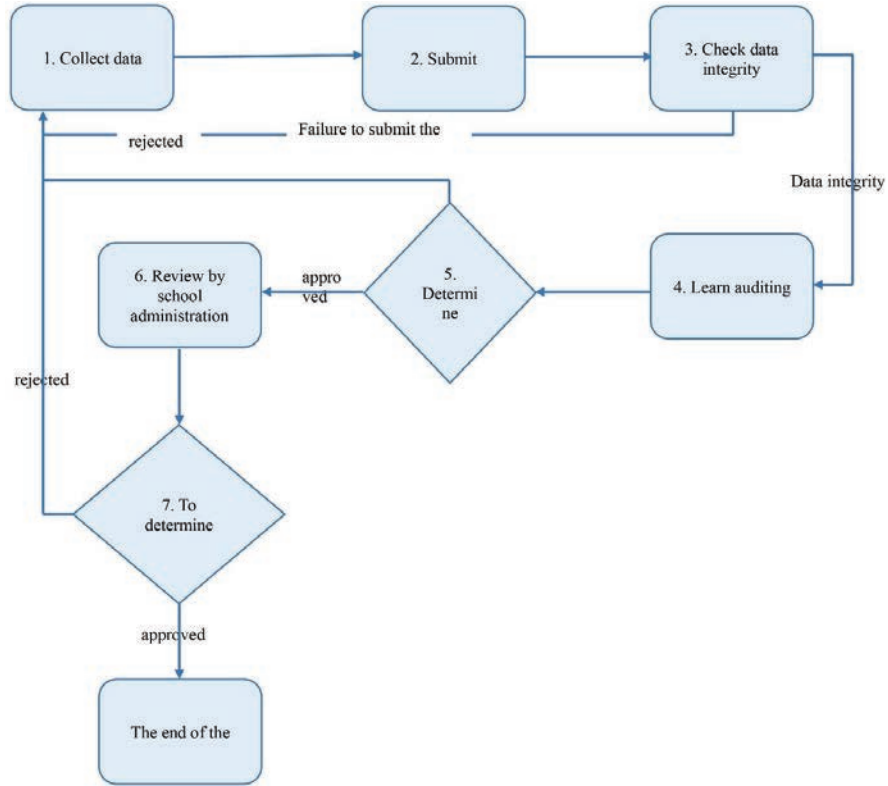 1. Collect data
2. Submit
3. Check data
integrity
Failure to submit the
rejected
Data integrity
4. Learn auditing
5.
Determi
ne
appro
ved
6. Review by
school
administration
rejected
7. To
determine
approved
The end of the